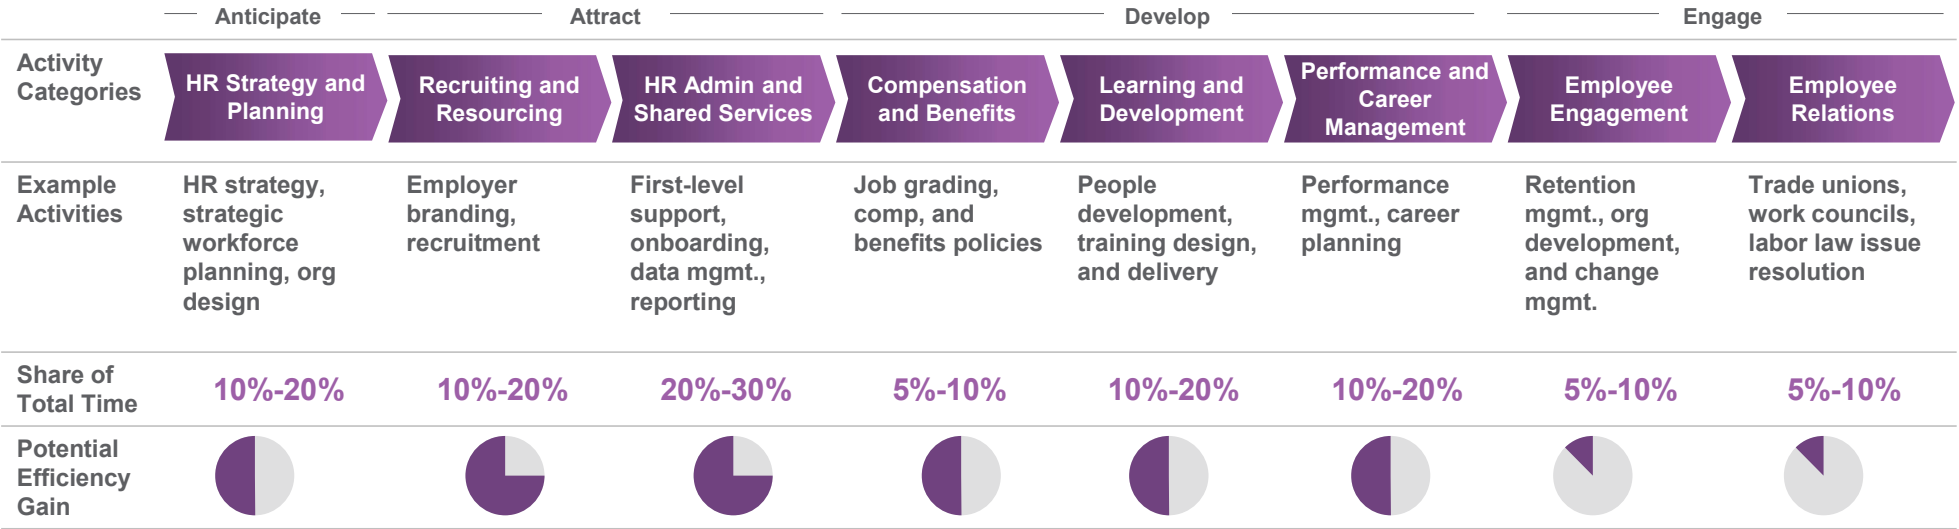 Anticipate
Attract
Develop
Engage
Activity
Categories
HR Strategy and
Planning
Recruiting and
Resourcing
HR Admin and
Shared Services
Compensation
and Benefits
Learning and
Development
Performance and
Career
Management
Employee
Engagement
Employee
Relations
Example
Activities
HR strategy,
strategic
workforce
planning, org
design
Employer
branding,
recruitment
First-level
support,
onboarding,
data mgmt.,
reporting
Job grading,
comp, and
benefits policies
People
development,
training design,
and delivery
Performance
mgmt., career
planning
Retention
mgmt., org
development,
and change
mgmt.
Trade unions,
work councils,
labor law issue
resolution
Share of
Total Time
10%-20%
10%-20%
20%-30%
5%-10%
10%-20%
10%-20%
5%-10%
5%-10%
Potential
Efficiency
Gain